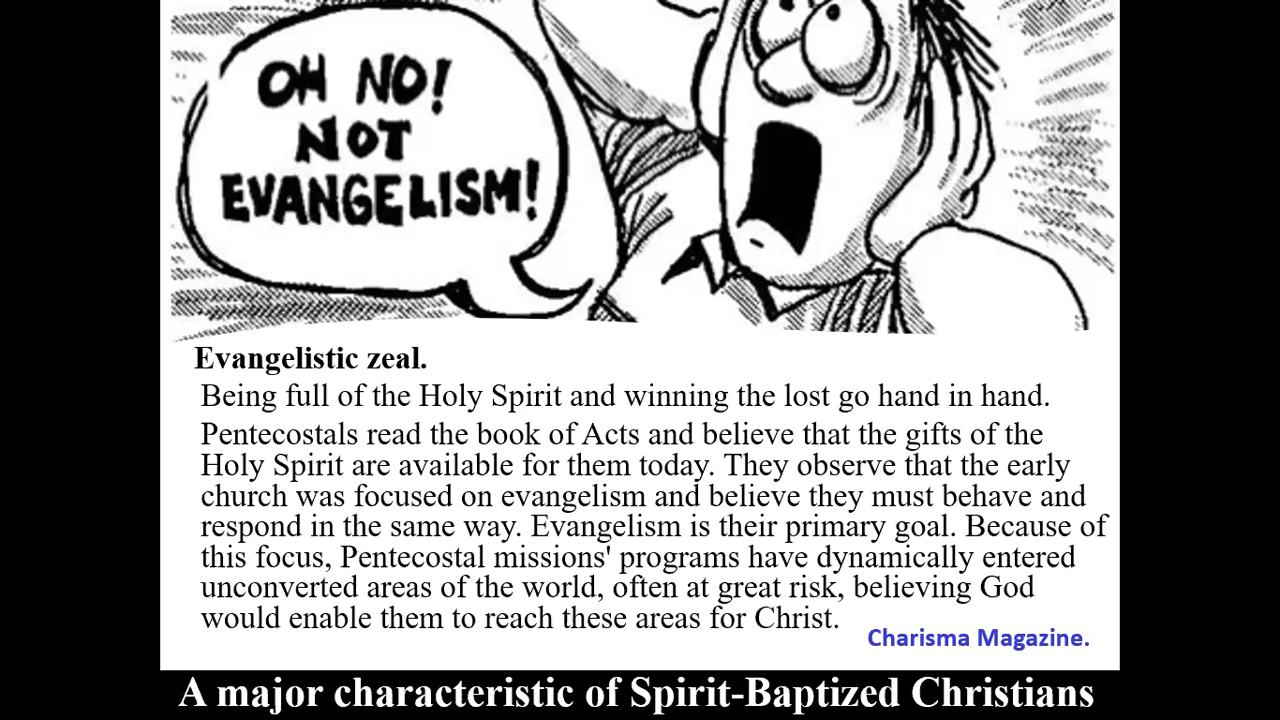 OH NO!
NOT
EVANGELISM!
Evangelistic zeal.
Being full of the Holy Spirit and winning the lost go hand in hand.
Pentecostals read the book of Acts and believe that the gifts of the
Holy Spirit are available for them today. They observe that the early
church was focused on evangelism and believe they must behave and
respond in the same way. Evangelism is their primary goal. Because of
this focus, Pentecostal missions' programs have dynamically entered
unconverted areas of the world, often at great risk, believing God
would enable them to reach these areas for Christ.
Charisma Magazine.
A major characteristic of Spirit-Baptized Christians